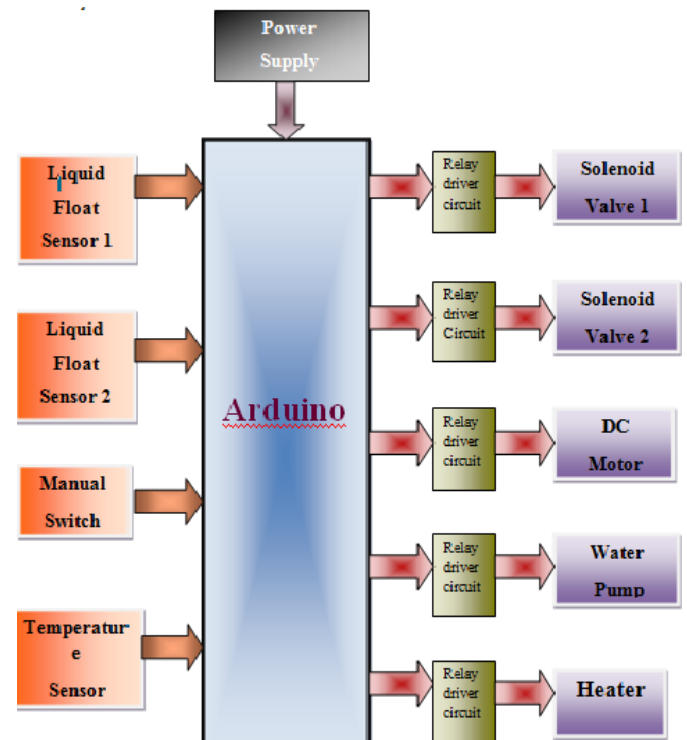 Power
Supply
Liquid
Float
Sensor 1
Liquid
Float
Sensor 2
Manual
Switch
Temperatur
e
Sensor
Arduino
Relay
driver
circuit
Solenoid
Valve 1
Relay
driver
Circuit
Solenoid
Valve 2
Relay
driver
circuit
DC
Motor
Relay
driver
circuit
Water
Pump
Relay
driver
circuit
Heater